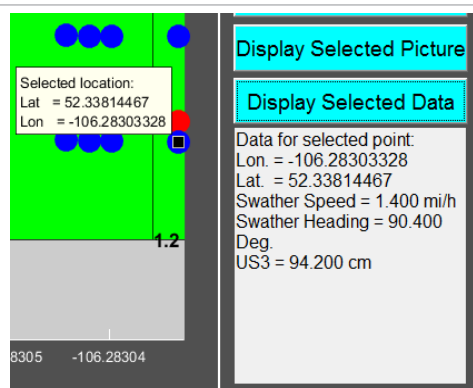 Selected location:
Lat = 52.33814467
Lon = -106.28303328
1.2
8305
-106.28304
Display Selected Picture
Display Selected Data
Data for selected point:
Lon. = -106.28303328
Lat. = 52.33814467
Swather Speed = 1.400 mi/h
Swather Heading = 90.400
Deg.
US3 = 94.200 cm